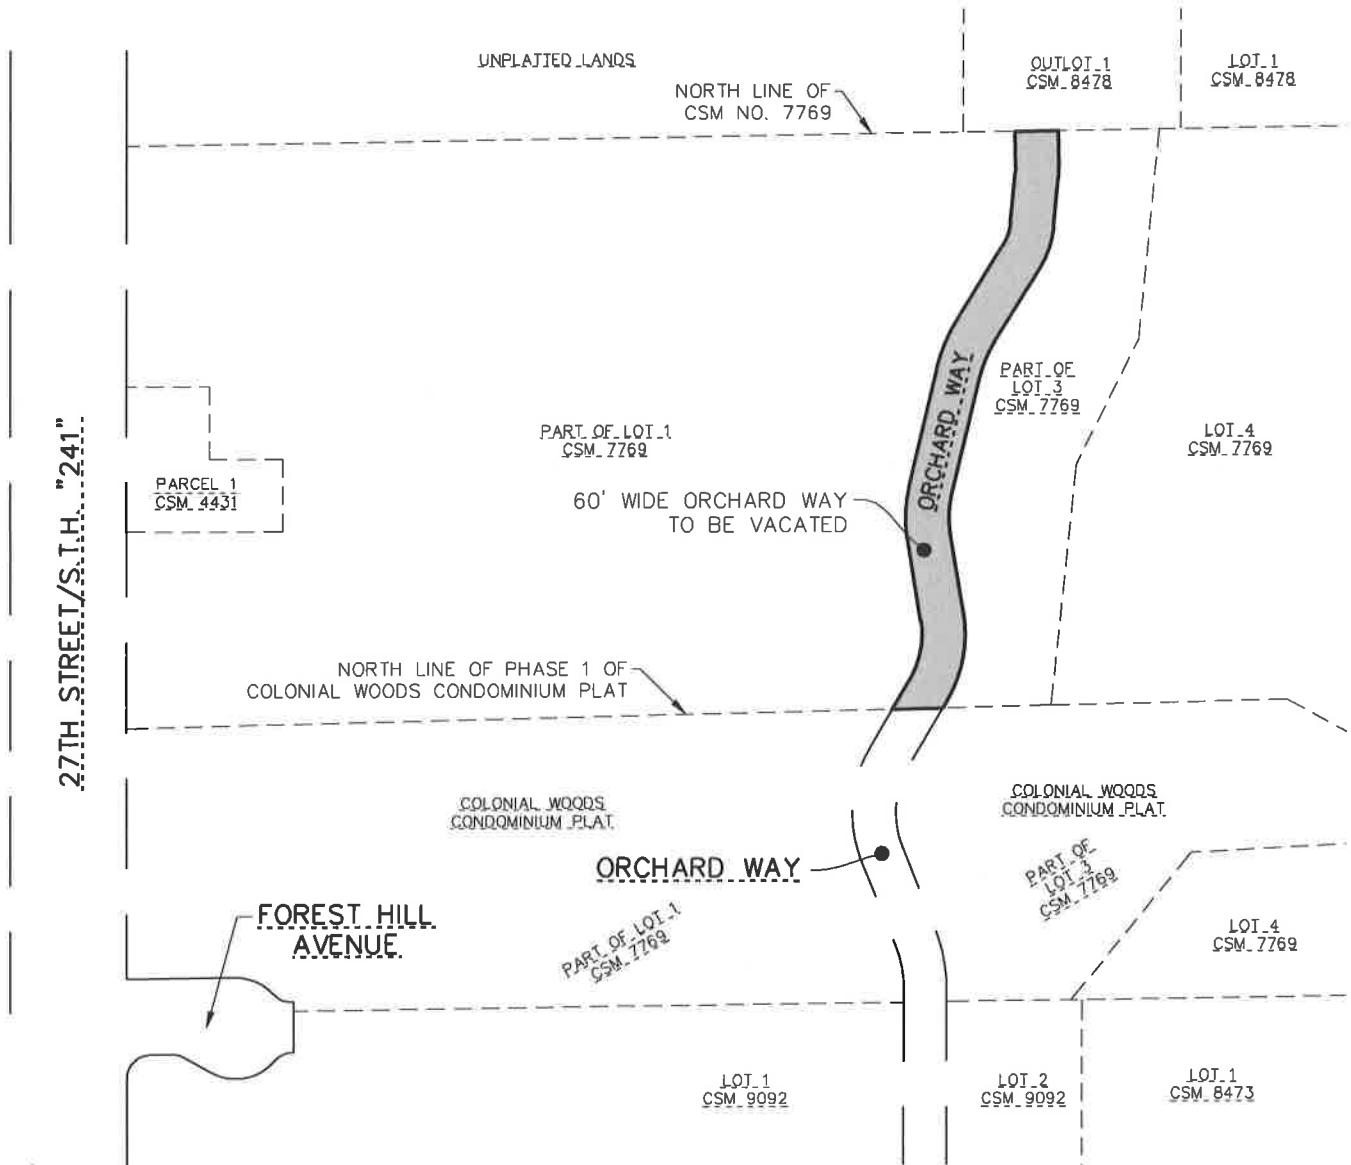 UNPLATTED LANDS
OUTLOT 1
CSM 8478
LOT 1
CSM 8478
NORTH LINE OF
CSM NO. 7769
PART OF LOT 1
CSM 7769
ORCHARD WAY
PART OF
LOT 3
CSM 7769
LOT 4
CSM 7769
27TH STREET/S.T.H. "241"
PARCEL 1
CSM 4431
60' WIDE ORCHARD WAY
TO BE VACATED
NORTH LINE OF PHASE 1 OF
COLONIAL WOODS CONDOMINIUM PLAT
COLONIAL WOODS
CONDOMINIUM PLAT
COLONIAL WOODS
CONDOMINIUM PLAT
ORCHARD WAY
PART OF
LOT 3
CSM 7769
FOREST HILL
AVENUE
PART OF LOT 1
CSM 7769
LOT 4
CSM 7769
LOT 1
CSM 9092
LOT 2
CSM 9092
LOT 1
CSM 8473